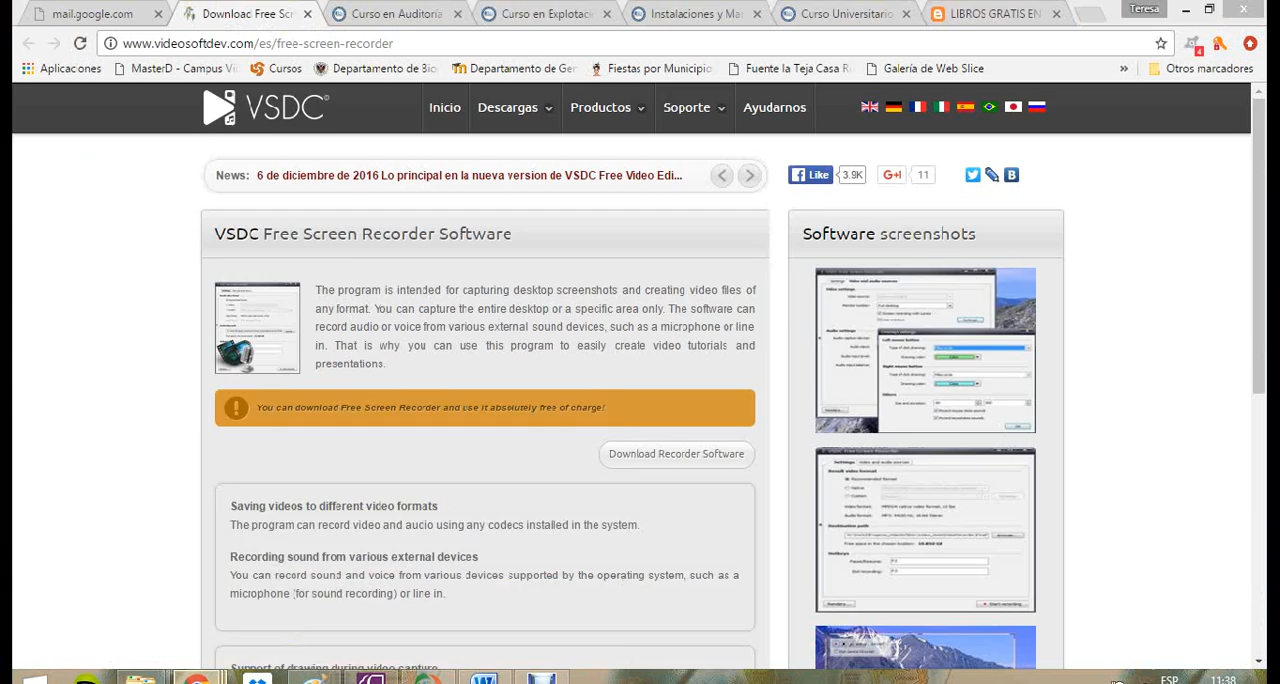 mail.google.com
Download Free Scr
Curso en Auditoría
Curso en Explotac
Instalaciones y Ma
Curso Universitario
LIBROS GRATIS EN
Teresa
www.videosoftdev.com/es/free-screen-recorder
4
Aplicaciones
MasterD - Campus Vi
Cursos
Departamento de Bio
Departamento de Ge
Fiestas por Municipio
Fuente la Teja Casa R
Galería de Web Slice
»
Otros marcadores
VSDC©
Inicio
Descargas
Productos
Soporte
Ayudarnos
News: 6 de diciembre de 2016 Lo principal en la nueva version de VSDC Free Video Edi...
Like 3.9K
G+1 11
B
VSDC Free Screen Recorder Software
Software screenshots
The program is intended for capturing desktop screenshots and creating video files of
any format. You can capture the entire desktop or a specific area only. The software can
record audio or voice from various external sound devices, such as a microphone or line
in. That is why you can use this program to easily create video tutorials and
presentations.
You can download Free Screen Recorder and use it absolutely free of charge!
Download Recorder Software
Saving videos to different video formats
The program can record video and audio using any codecs installed in the system.
Recording sound from various external devices
You can record sound and voice from various devices supported by the operating system, such as a
microphone (for sound recording) or line in.
Support of drawing during video capture
ESP
11:38